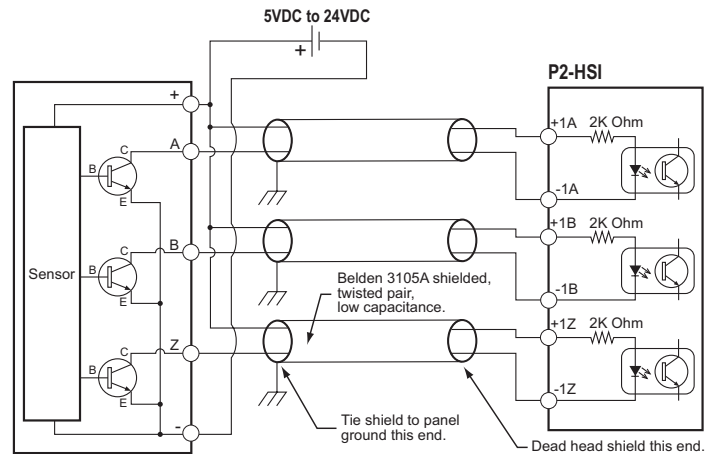 5VDC to 24VDC
+
P2-HSI
+
+1A 2K Ohm
C
A
B
E
-1A
+1B 2K Ohm
C
B
Sensor
B
E
Belden 3105A shielded,
twisted pair,
low capacitance.
-1B
+1Z 2K Ohm
C
Z
B
E
-1Z
-
Tie shield to panel
ground this end.
Dead head shield this end.